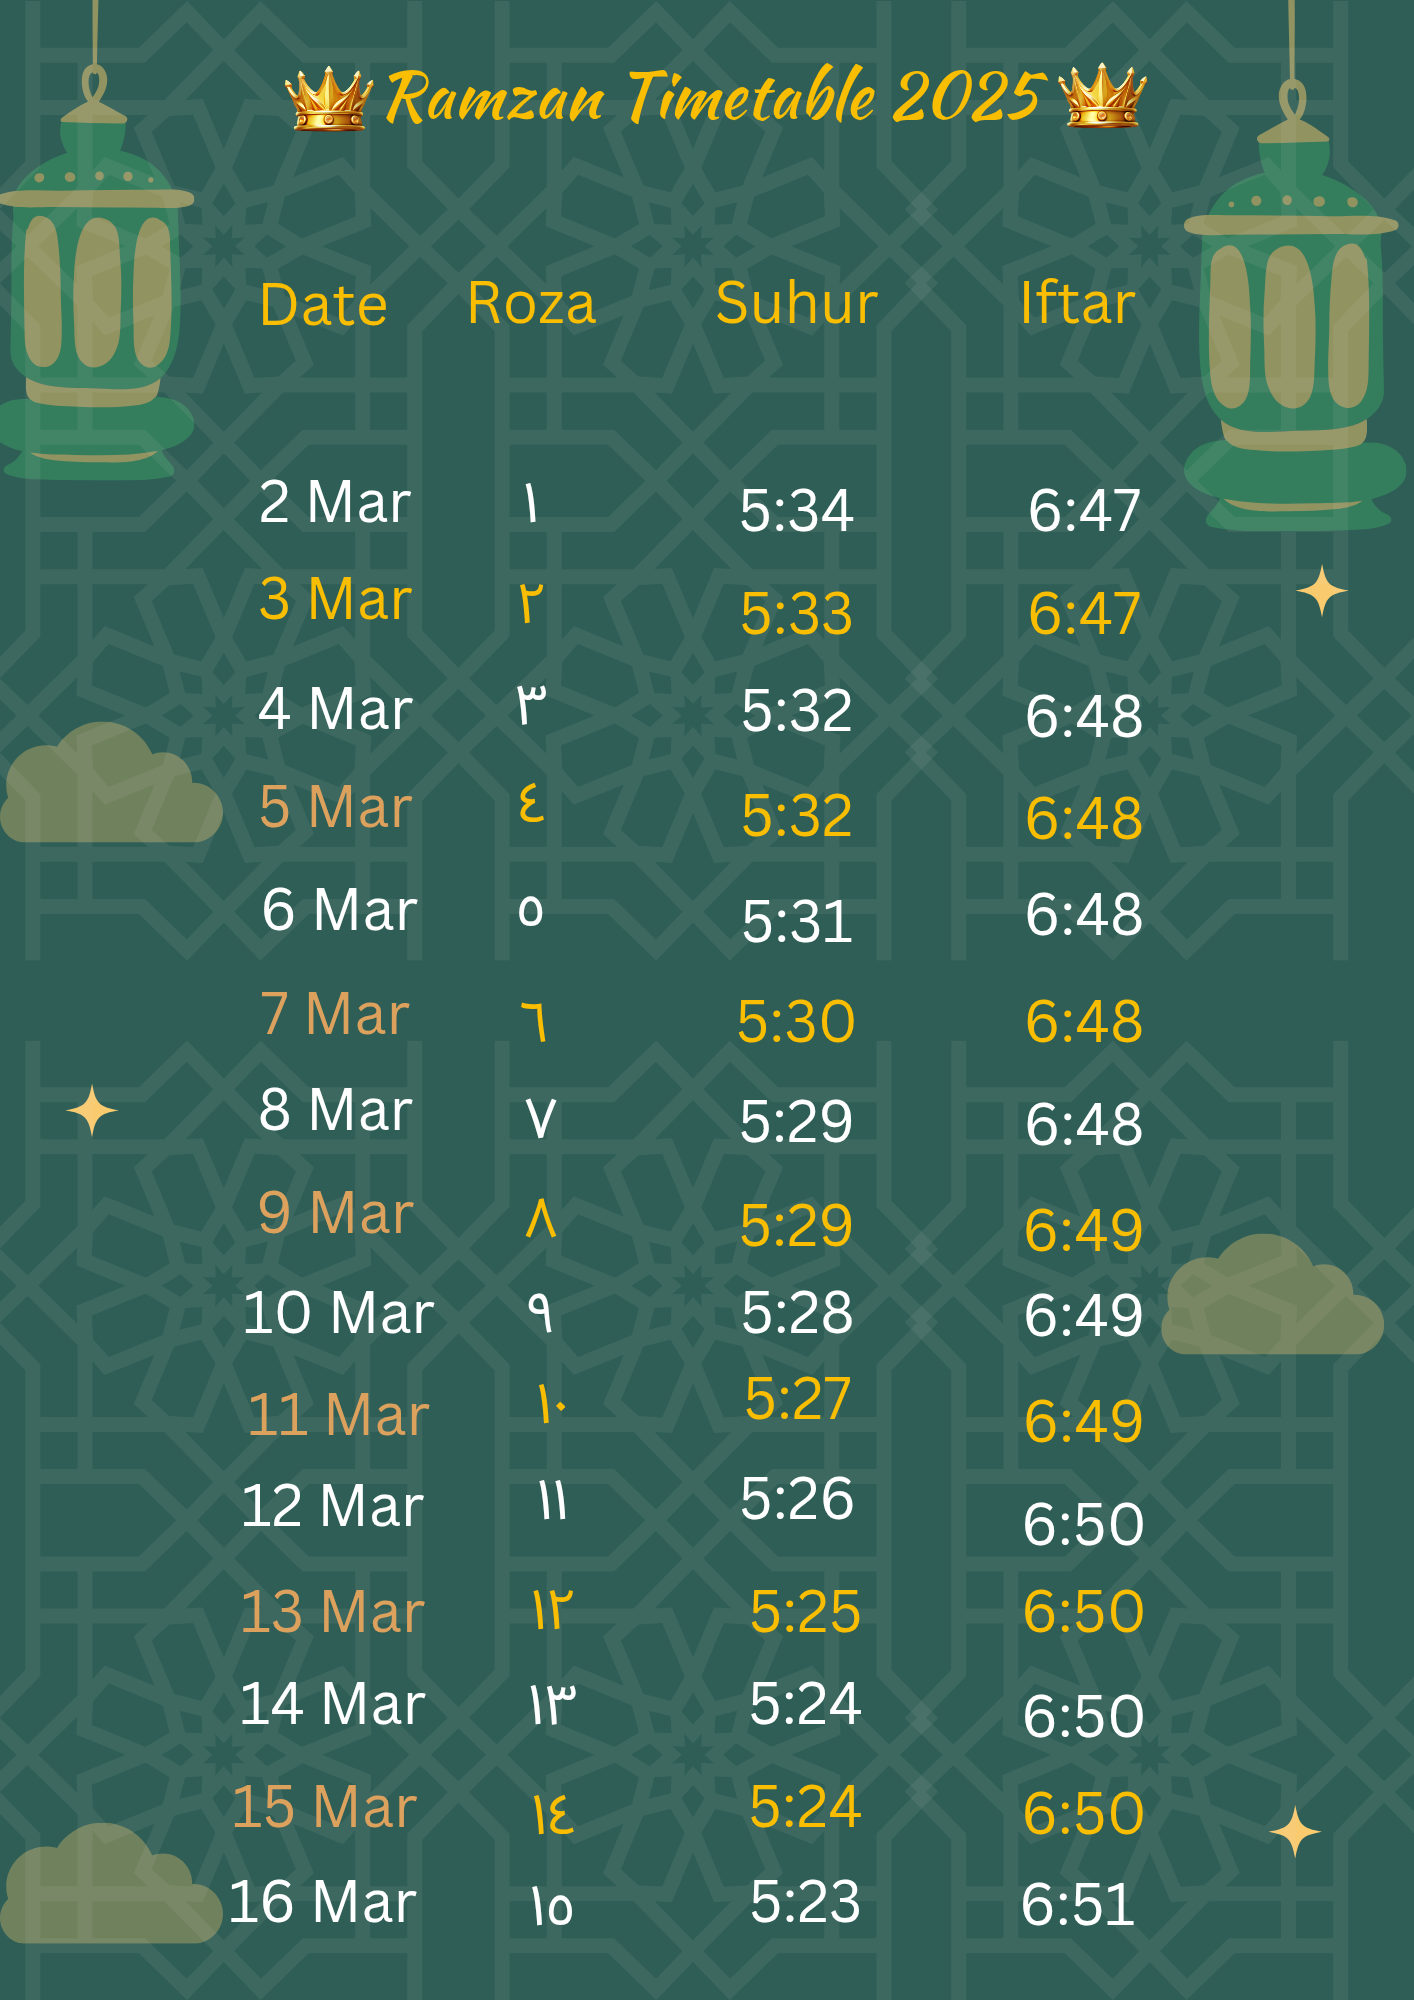 Ramzan Timetable 2025
Date Roza Suhur Iftar
2 Mar ١ 5:34 6:47
3 Mar ٢ 5:33 6:47
4 Mar ٣ 5:32 6:48
5 Mar ٤ 5:32 6:48
6 Mar ٥ 5:31 6:48
7 Mar ٦ 5:30 6:48
8 Mar ٧ 5:29 6:48
9 Mar ٨ 5:29 6:49
10 Mar ٩ 5:28 6:49
11 Mar ١٠ 5:27 6:49
12 Mar ١١ 5:26 6:50
13 Mar ١٢ 5:25 6:50
14 Mar ١٣ 5:24 6:50
15 Mar ١٤ 5:24 6:50
16 Mar ١٥ 5:23 6:51